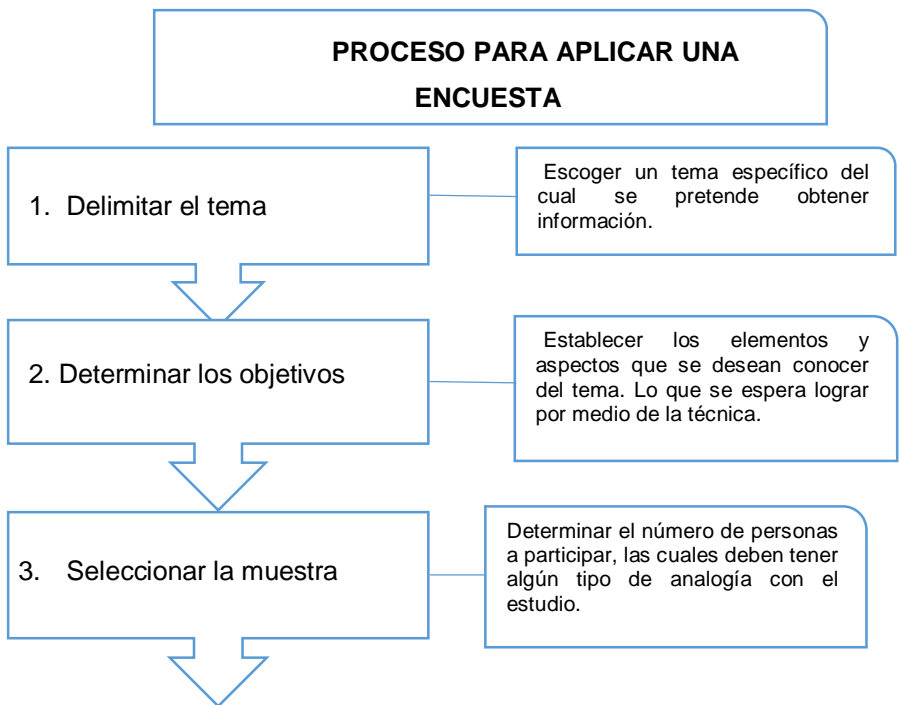 PROCESO PARA APLICAR UNA
ENCUESTA
1. Delimitar el tema
Escoger un tema específico del
cual se pretende obtener
información.
2. Determinar los objetivos
Establecer los elementos y
aspectos que se desean conocer
del tema. Lo que se espera lograr
por medio de la técnica.
3. Seleccionar la muestra
Determinar el número de personas
a participar, las cuales deben tener
algún tipo de analogía con el
estudio.